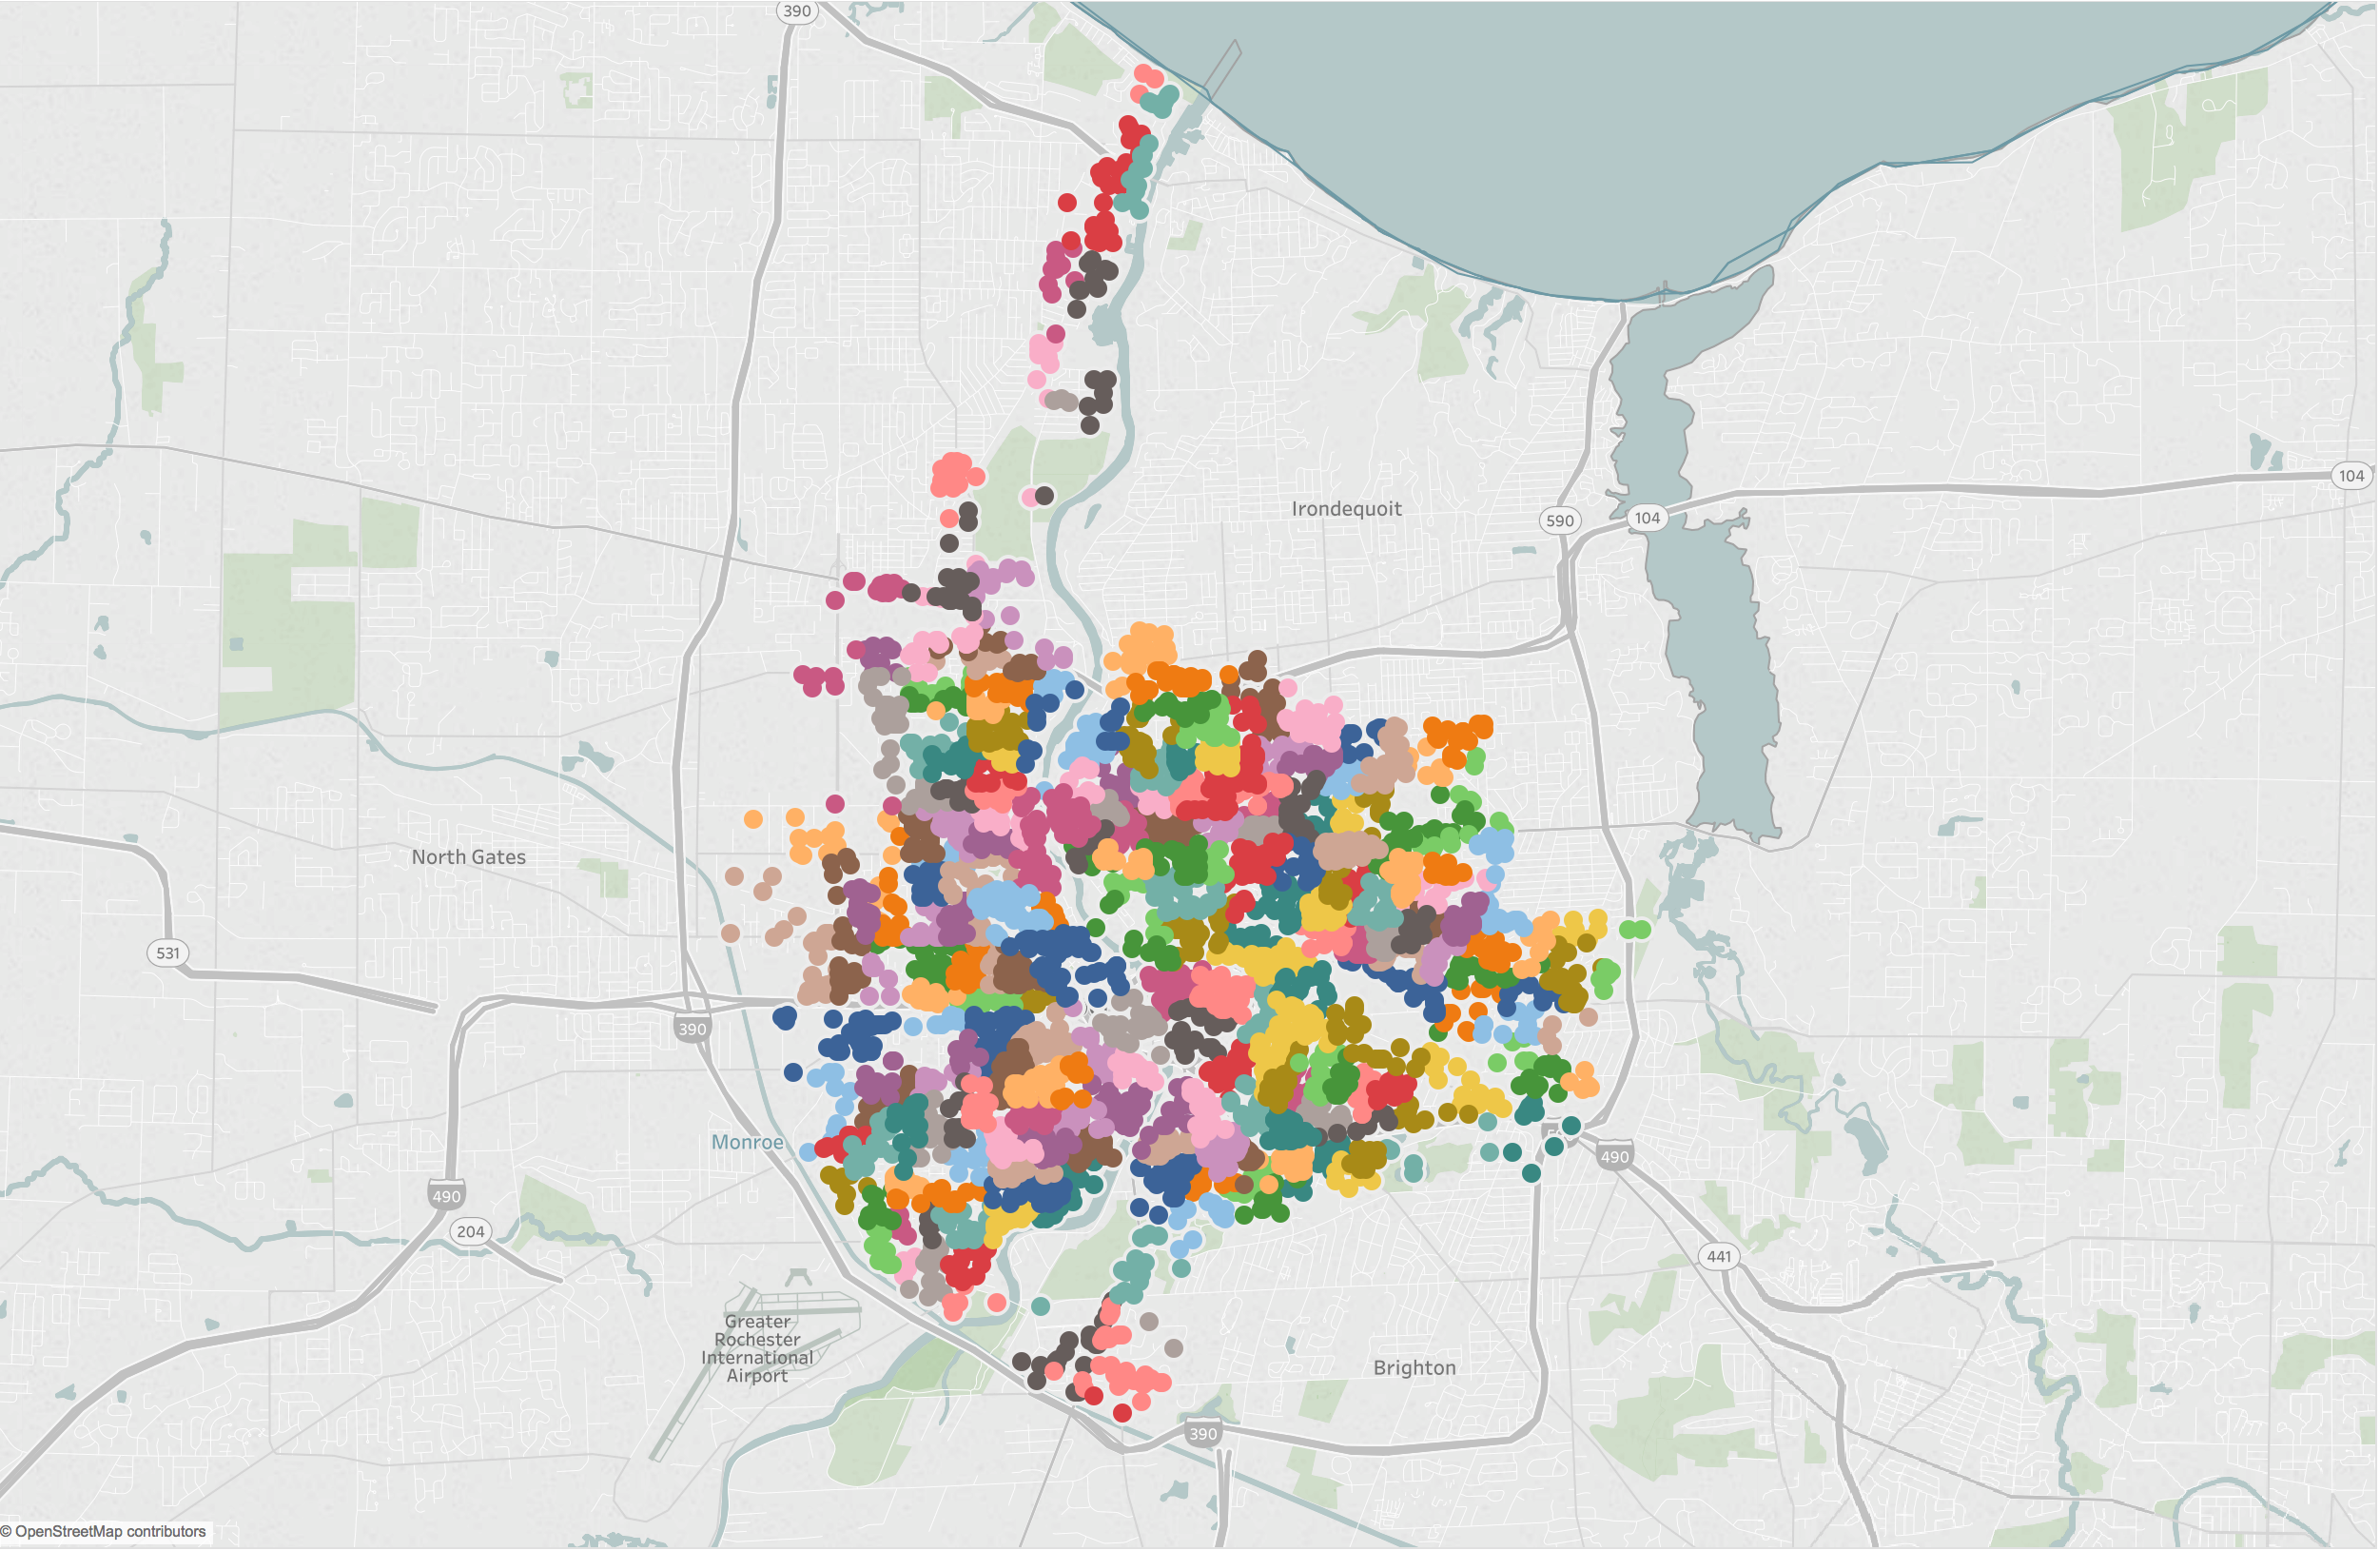 390
Irondequoit
104
104
590
North Gates
531
390
Monroe
490
490
204
441
Greater
Rochester
International
Airport
Brighton
390
© OpenStreetMap contributors